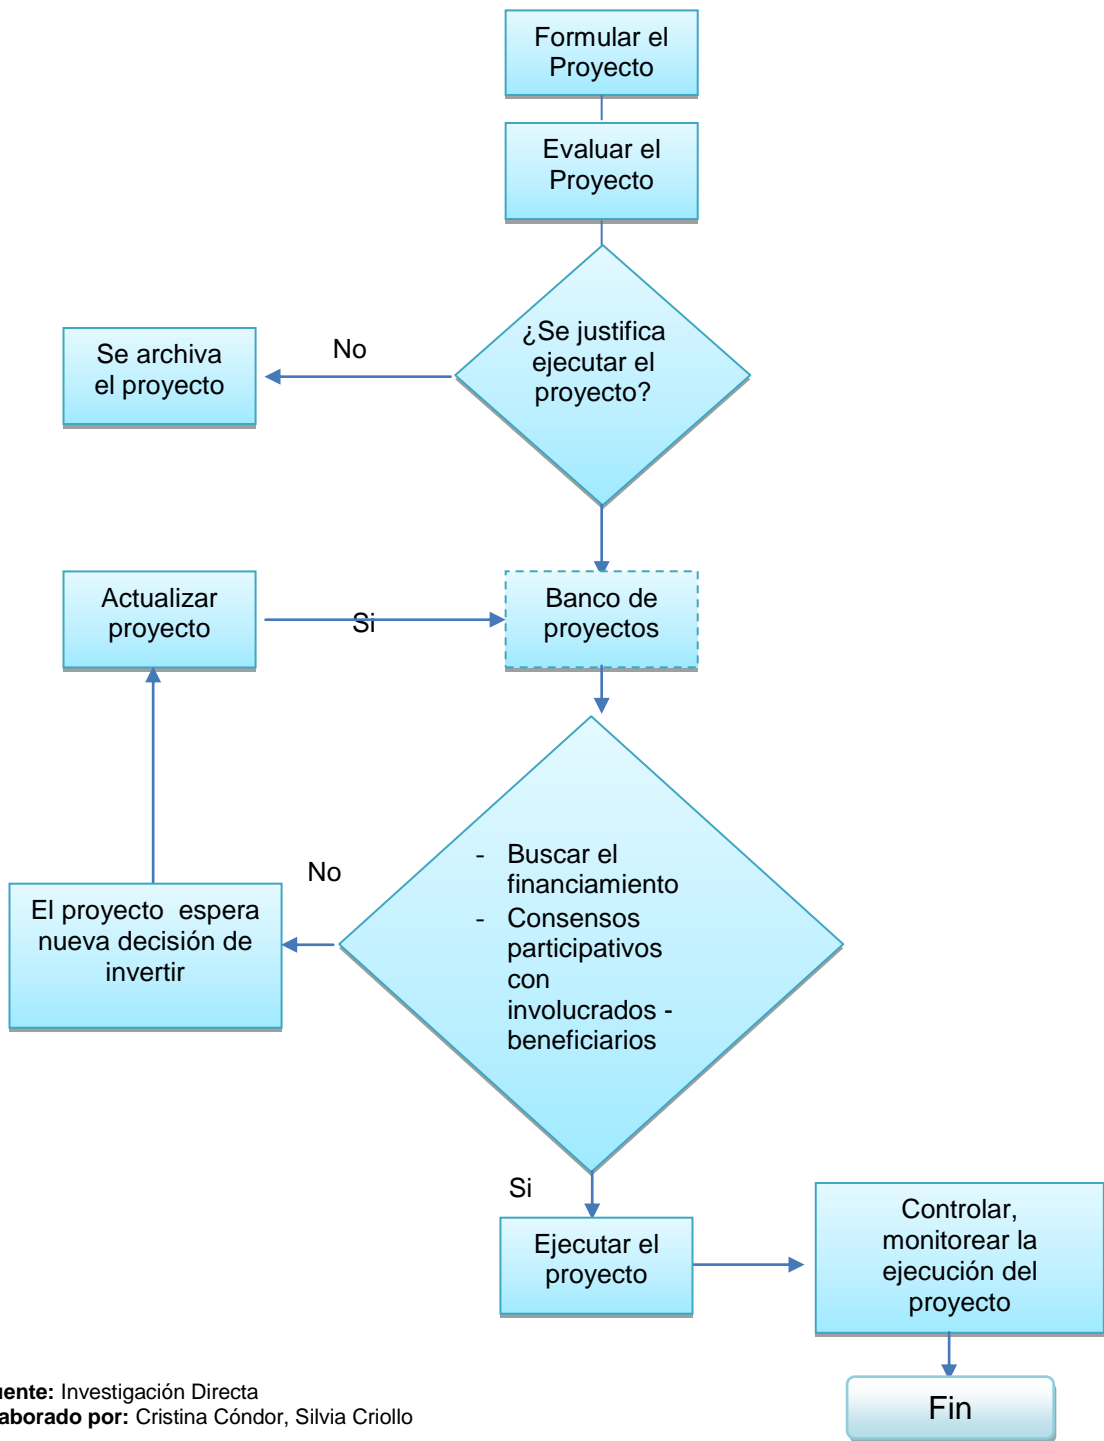 Formular el
Proyecto
Evaluar el
Proyecto
¿Se justifica
ejecutar el
proyecto?
No
Se archiva
el proyecto
Actualizar
proyecto
Si
Banco de
proyectos
- Buscar el
financiamiento
- Consensos
participativos
con
involucrados -
beneficiarios
No
El proyecto espera
nueva decisión de
invertir
Si
Ejecutar el
proyecto
Controlar,
monitorear la
ejecución del
proyecto
Fin
uente: Investigación Directa
aborado por: Cristina Cóndor, Silvia Criollo